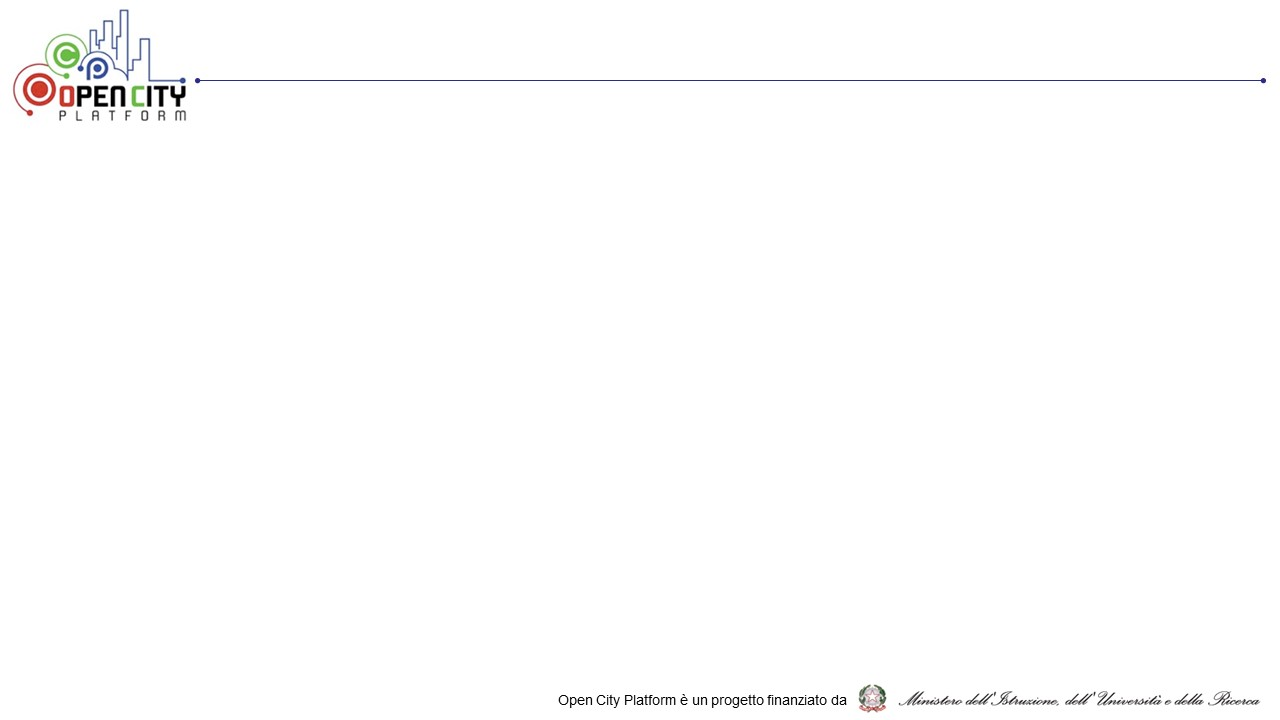 OPEN CITY
PLATFORM
Open City Platform è un progetto finanziato da
Ministero dell'Istruzione, dell'Università e della Ricerca